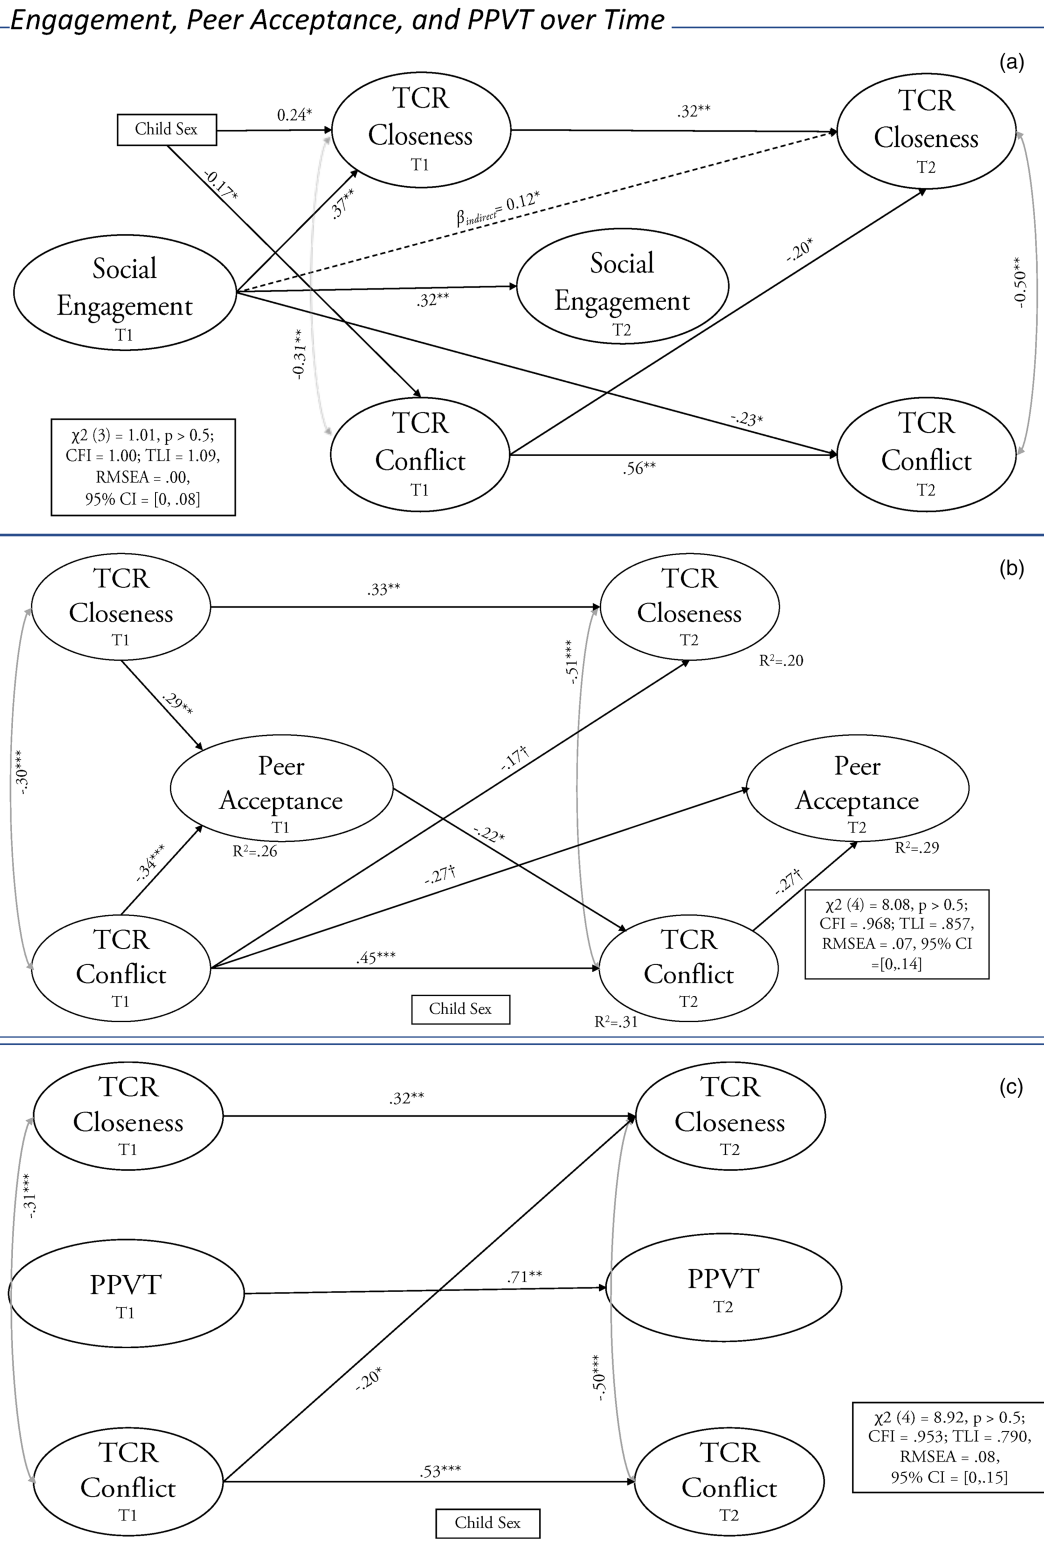 Engagement, Peer Acceptance, and PPVT over Time
(a)
Child Sex
0.24*
TCR
Closeness
T1
.32**
TCR
Closeness
T2
-0.17*
.37**
βindirect= 0.12*
Social
Engagement
T1
.32**
Social
Engagement
T2
-.20*
-0.50**
-0.31**
-.23*
TCR
Conflict
T1
.56**
TCR
Conflict
T2
χ2 (3) = 1.01, p > 0.5;
CFI = 1.00; TLI = 1.09,
RMSEA = .00,
95% CI = [0, .08]
(b)
TCR
Closeness
T1
.33**
TCR
Closeness
T2
R²=.20
-.51***
.29**
-.30***
Peer
Acceptance
T1
R²=.26
-.17†
Peer
Acceptance
T2
R²=.29
-.22*
-.34***
-.27†
-.27†
TCR
Conflict
T1
.45***
TCR
Conflict
T2
R²=.31
Child Sex
χ2 (4) = 8.08, p > 0.5;
CFI = .968; TLI = .857,
RMSEA = .07, 95% CI
=[0,.14]
(c)
TCR
Closeness
T1
.32**
TCR
Closeness
T2
-.31***
PPVT
T1
.71**
PPVT
T2
-.20*
-.50***
TCR
Conflict
T1
.53***
TCR
Conflict
T2
Child Sex
χ2 (4) = 8.92, p > 0.5;
CFI = .953; TLI = .790,
RMSEA = .08,
95% CI = [0,.15]